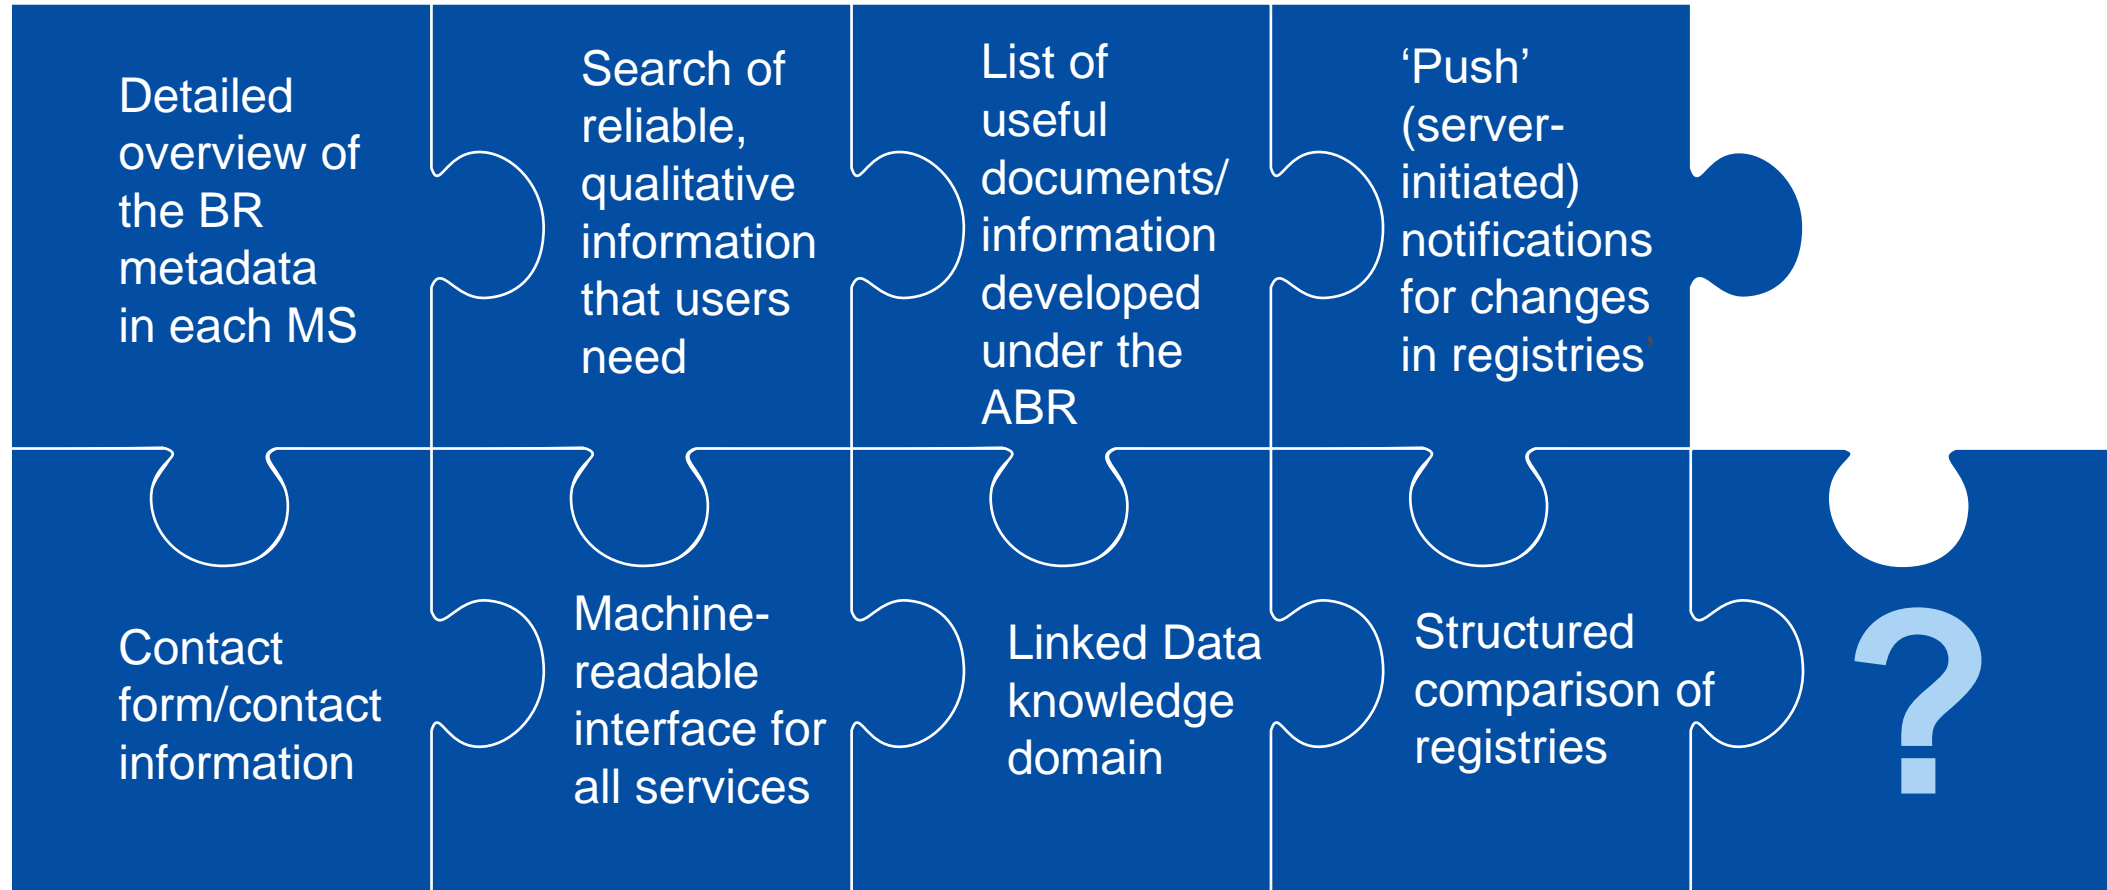 Detailed
overview of
the BR
metadata
in each MS
Search of
reliable,
qualitative
information
that users
need
List of
useful
documents/
information
developed
under the
ABR
‘Push’
(server-
initiated)
notifications
for changes
in registries’
Contact
form/contact
information
Machine-
readable
interface for
all services
Linked Data
knowledge
domain
Structured
comparison of
registries
?